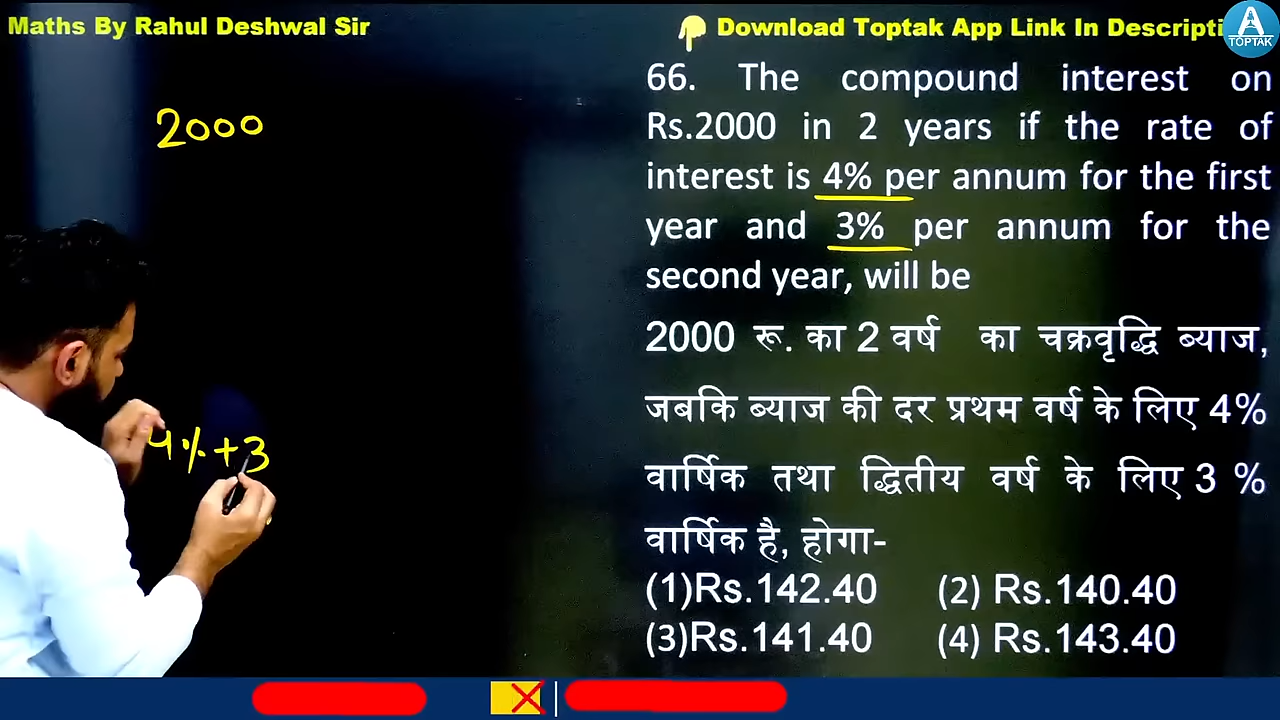 Maths By Rahul Deshwal Sir
Download Toptak App Link In Descripti
A
TOPTAK
2000
4%+3
66. The compound interest on
Rs.2000 in 2 years if the rate of
interest is 4% per annum for the first
year and 3% per annum for the
second year, will be
2000 रू. का 2 वर्ष का चक्रवृद्धि ब्याज,
जबकि ब्याज की दर प्रथम वर्ष के लिए 4%
वार्षिक तथा द्धितीय वर्ष के लिए 3 %
वार्षिक है, होगा-
(1)Rs.142.40 (2) Rs.140.40
(3)Rs.141.40 (4) Rs.143.40